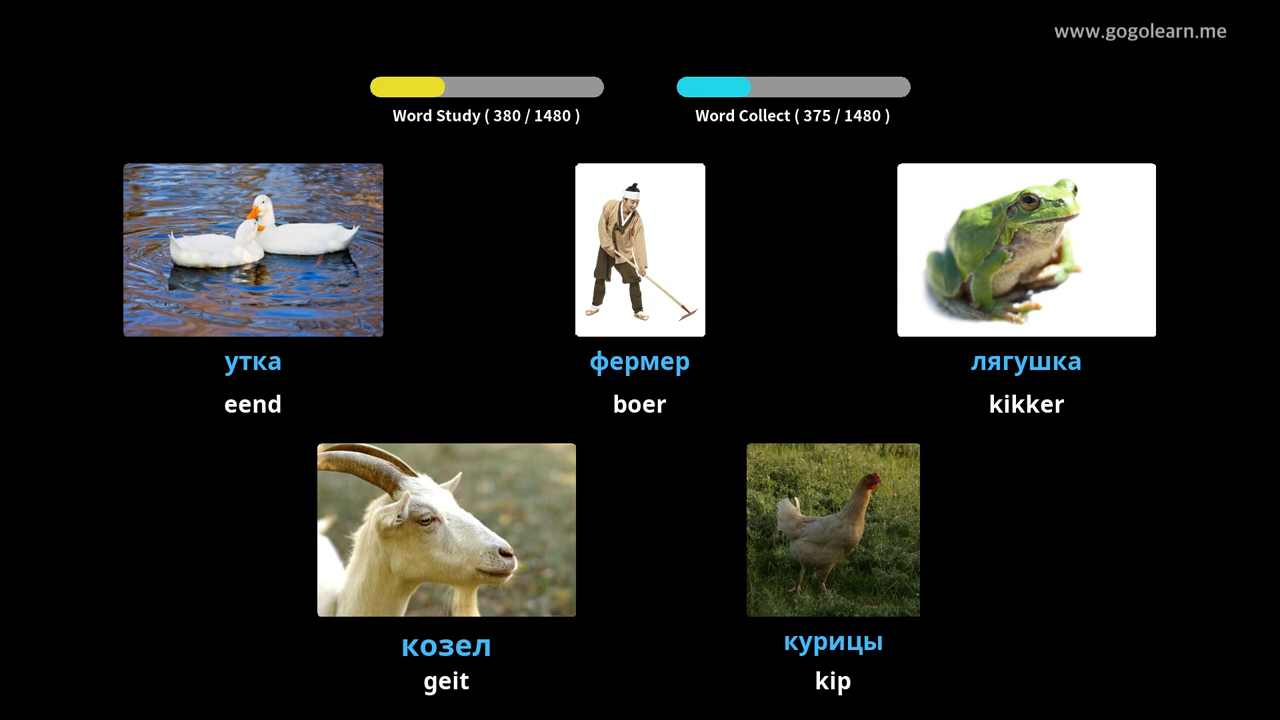 www.gogolearn.me
Word Study ( 380 / 1480 )
Word Collect ( 375 / 1480 )
утка
фермер
лягушка
eend
boer
kikker
козел
курицы
geit
kip